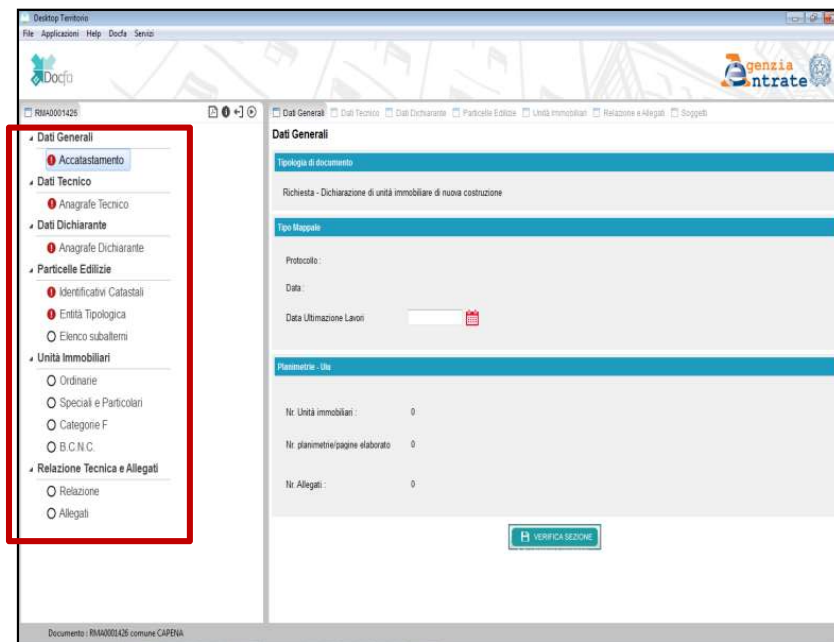 Desktop Territorio
File Applicazioni Help Docfa Servizi
Docfa
Agenzia
Entrate
RMA0001426
Dati Generali
Accatastamento
Dati Tecnico
Anagrafe Tecnico
Dati Dichiarante
Anagrafe Dichiarante
Particelle Edilizie
Identificativi Catastali
Entità Tipologica
Elenco subalterni
Unità Immobiliari
Ordinarie
Speciali e Particolari
Categorie F
B.C.N.C.
Relazione Tecnica e Allegati
Relazione
Allegati
Dati Generali Dati Tecnico Dati Dichiarante Particelle Edilizie Unità Immobiliari Relazione e Allegati Soggetti
Dati Generali
Tipologia di documento
Richiesta - Dichiarazione di unità immobiliare di nuova costruzione
Tipo Mappale
Protocollo :
Data :
Data Ultimazione Lavori
Planimetrie - Uiu
Nr. Unità immobiliari : 0
Nr. planimetrie/pagine elaborato 0
Nr. Allegati : 0
VERIFICA SEZIONE
Documento : RMA0001426 comune CAPENA